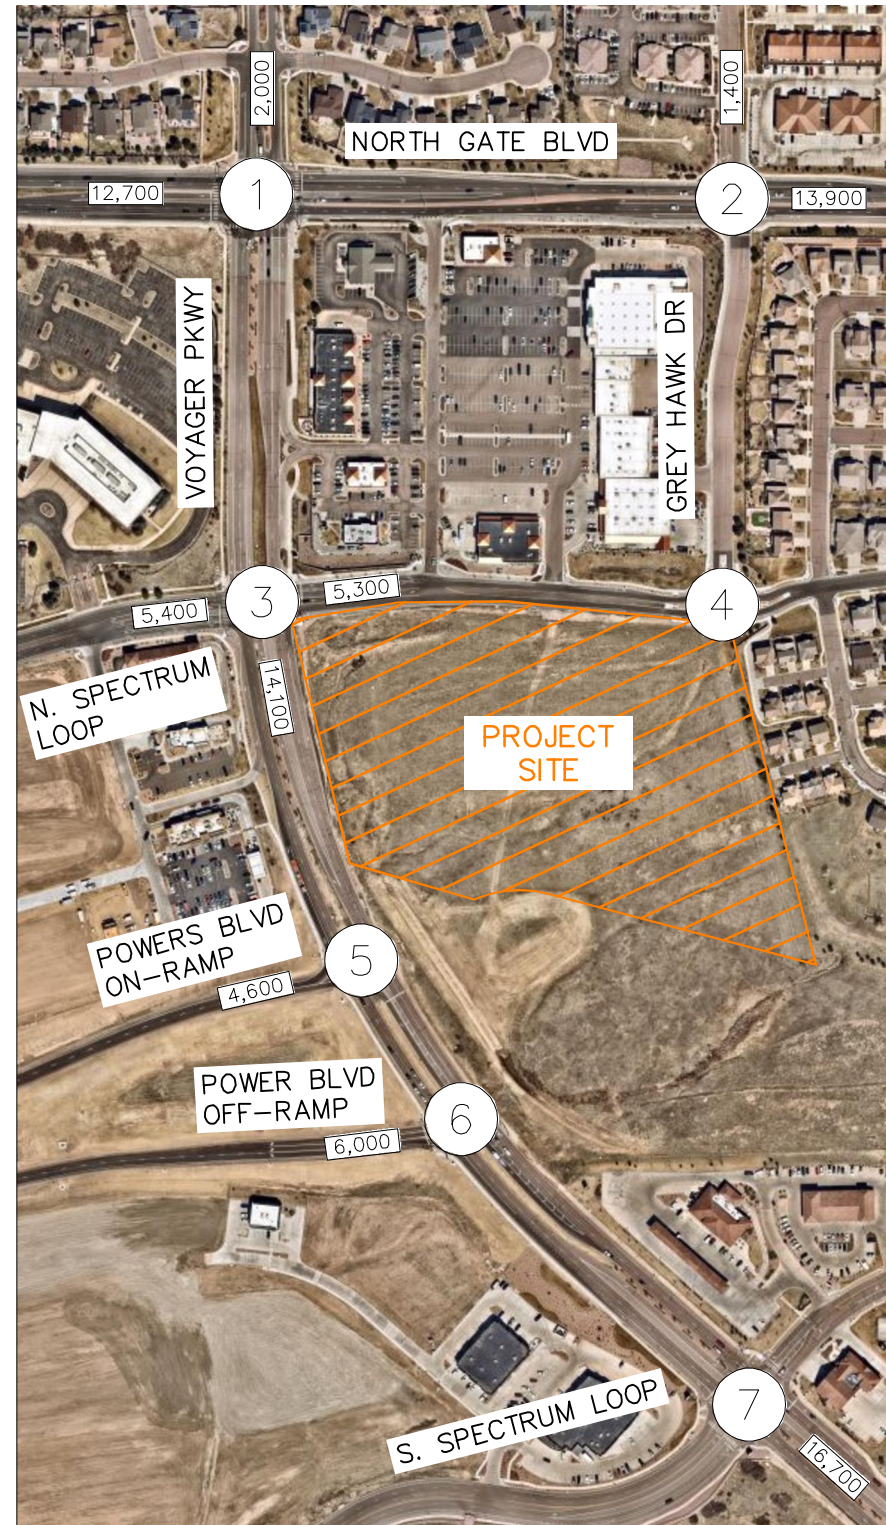 2,000
1,400
NORTH GATE BLVD
12,700
1
2
13,900
VOYAGER PKWY
GREY HAWK DR
5,400
3
5,300
4
N. SPECTRUM
LOOP
14,100
PROJECT
SITE
POWERS BLVD
ON-RAMP
5
4,600
POWER BLVD
OFF-RAMP
6
6,000
S. SPECTRUM LOOP
7
16,700